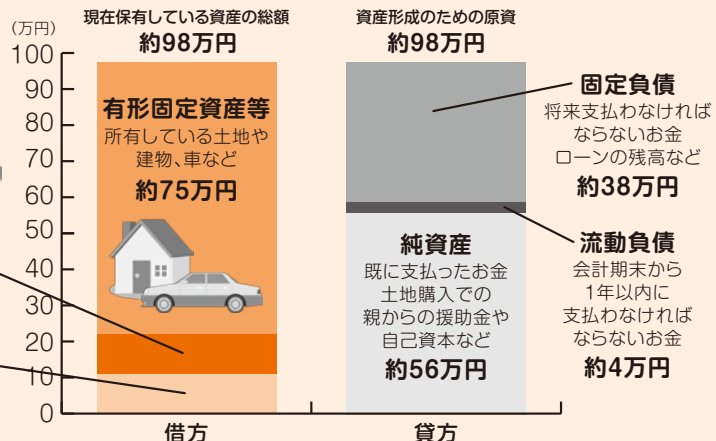 (万円)
現在保有している資産の総額
約98万円
資産形成のための原資
約98万円
100
90
80
70
60
50
40
30
20
10
0
有形固定資産等
所有している土地や
建物、車など
約75万円
純資産
既に支払ったお金
土地購入での
親からの援助金や
自己資本など
約56万円
固定負債
将来支払わなければ
ならないお金
ローンの残高など
約38万円
流動負債
会計期末から
1年以内に
支払わなければ
ならないお金
約4万円
借方
貸方